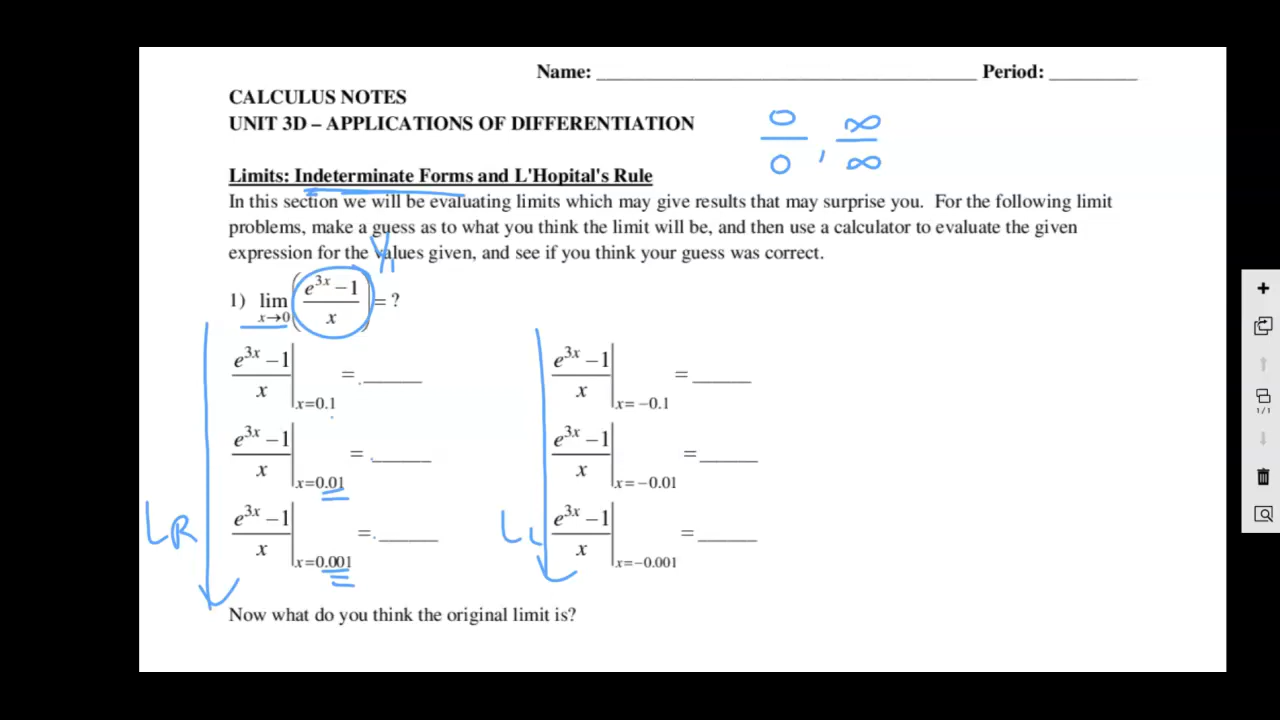 Name: ______________________ Period: _________
CALCULUS NOTES
UNIT 3D – APPLICATIONS OF DIFFERENTIATION
0/0 , ∞/∞
Limits: Indeterminate Forms and L'Hopital's Rule
In this section we will be evaluating limits which may give results that may surprise you. For the following limit
problems, make a guess as to what you think the limit will be, and then use a calculator to evaluate the given
expression for the values given, and see if you think your guess was correct.
Y1
1) lim x→0 ((e^{3x} − 1)/x) = ?
(e^{3x} − 1)/x |x=0.1 = ______ (e^{3x} − 1)/x |x= −0.1 = ______
(e^{3x} − 1)/x |x=0.01 = ______ (e^{3x} − 1)/x |x= −0.01 = ______
LR (e^{3x} − 1)/x |x=0.001 = ______ LL (e^{3x} − 1)/x |x=−0.001 = ______
Now what do you think the original limit is?
1/1